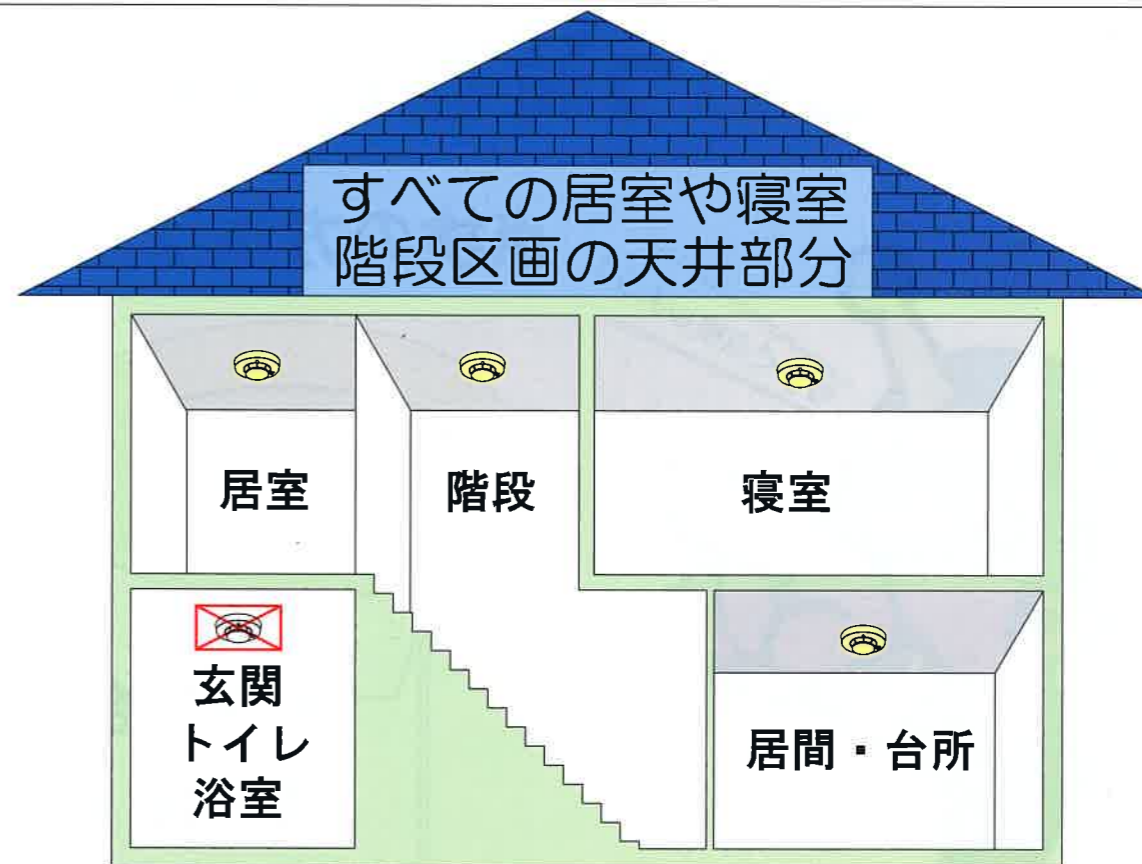 すべての居室や寝室
階段区画の天井部分
居室
階段
寝室
玄関
トイレ
浴室
居間・台所